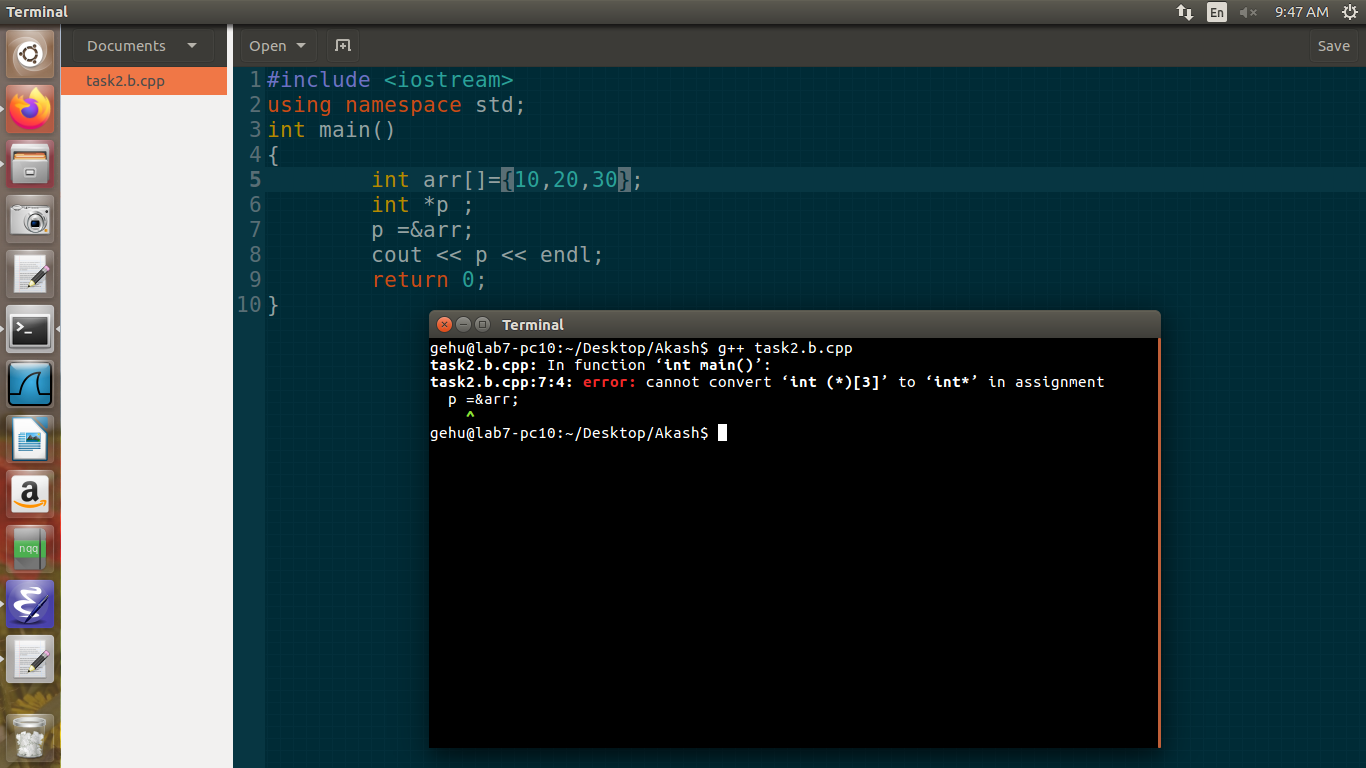 Terminal
En
9:47 AM
Documents
Open
Save
task2.b.cpp
1 #include <iostream>
2 using namespace std;
3 int main()
4 {
5 int arr[]={10,20,30};
6 int *p ;
7 p =&arr;
8 cout << p << endl;
9 return 0;
10 }
Terminal
gehu@lab7-pc10:~/Desktop/Akash$ g++ task2.b.cpp
task2.b.cpp: In function ‘int main()’:
task2.b.cpp:7:4: error: cannot convert ‘int (*)[3]’ to ‘int*’ in assignment
p =&arr;
^
gehu@lab7-pc10:~/Desktop/Akash$
>_
a
nqq